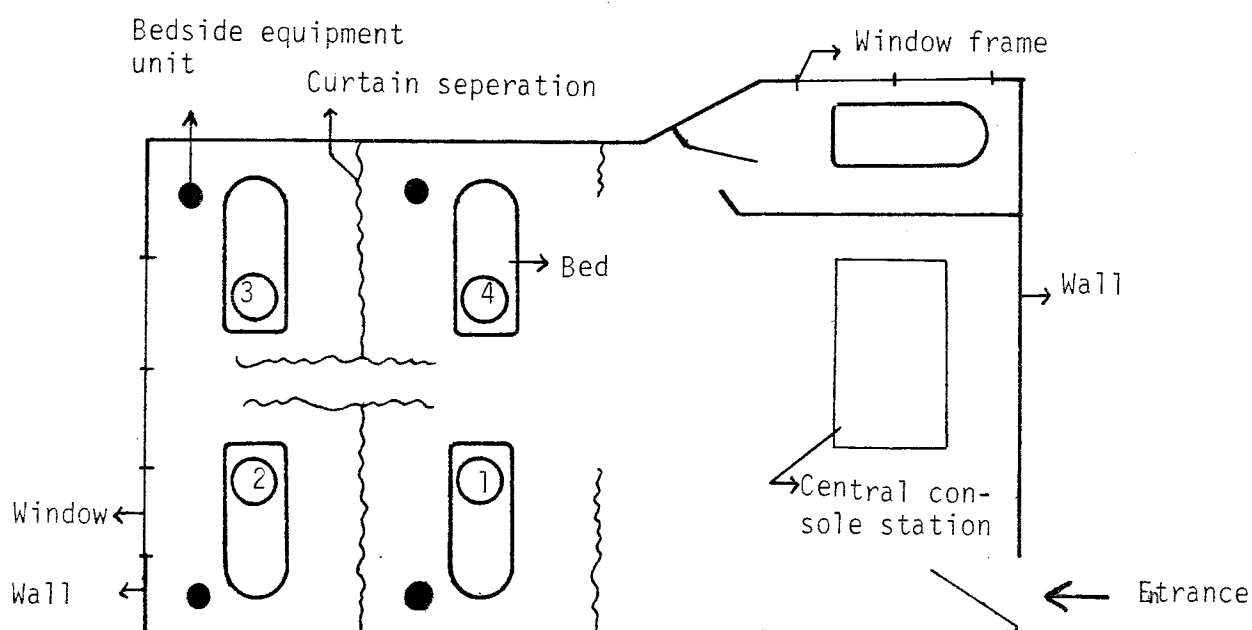 Bedside equipment
unit
Curtain seperation
Window frame
3
4
Bed
Wall
2
1
Central con-
sole station
Window
Wall
Entrance